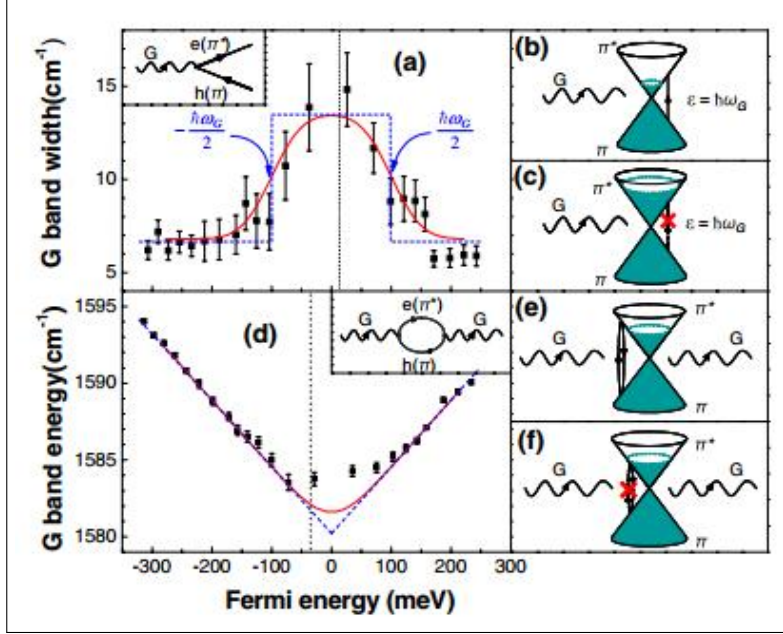 G
e(π*)
h(π)
(a)
15
10
5
G band width(cm⁻¹)
-ħω_G/2
ħω_G/2
(b)
π*
G
ε = ħω_G
π
(c)
π*
G
ε = ħω_G
π
(d)
1595
1590
1585
1580
G band energy(cm⁻¹)
e(π*)
G
G
h(π)
(e)
π*
G
G
π
(f)
π*
G
G
π
-300 -200 -100 0 100 200 300
Fermi energy (meV)